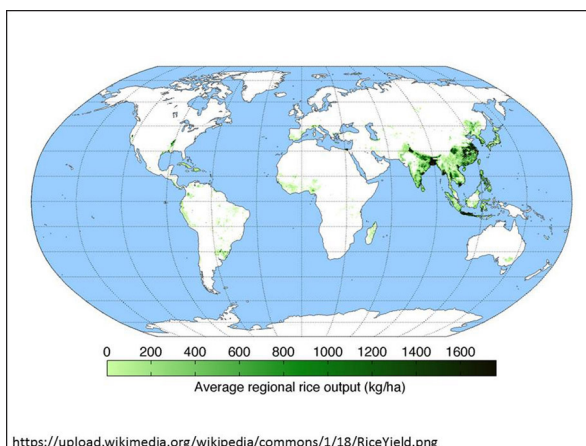 0 200 400 600 800 1000 1200 1400 1600
Average regional rice output (kg/ha)
https://upload.wikimedia.org/wikipedia/commons/1/18/RiceYield.png